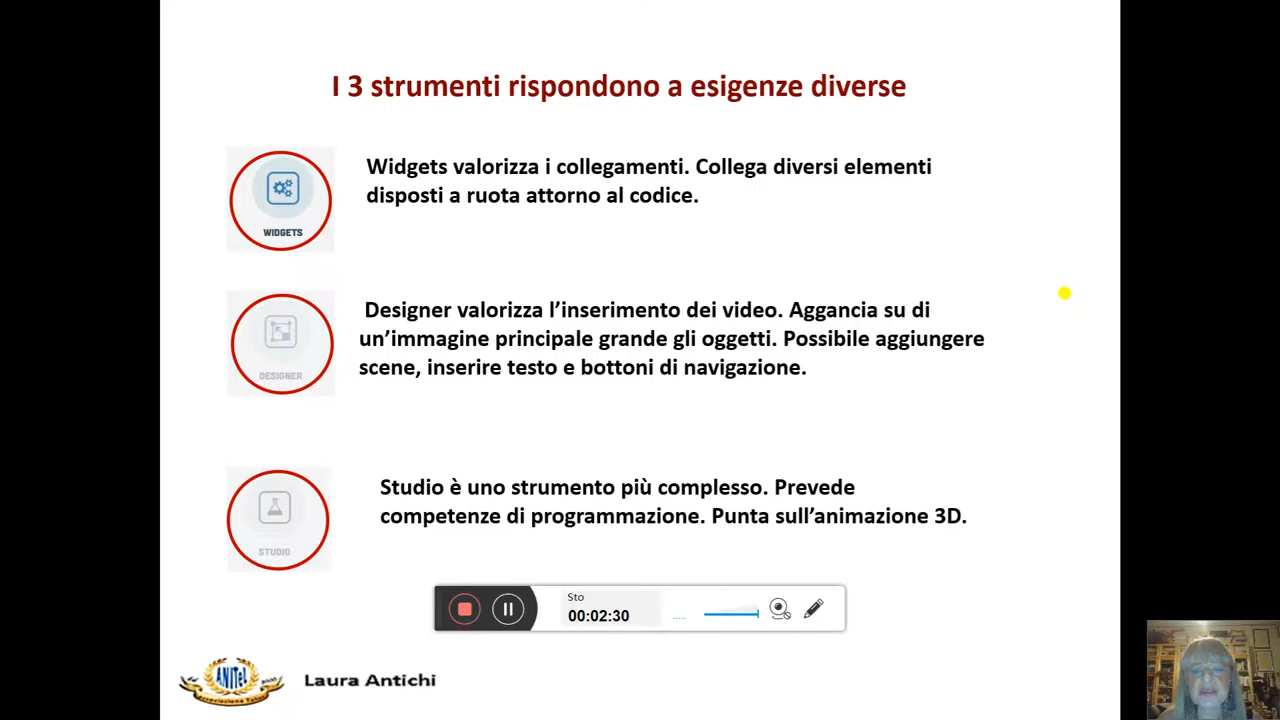 I 3 strumenti rispondono a esigenze diverse
WIDGETS
Widgets valorizza i collegamenti. Collega diversi elementi
disposti a ruota attorno al codice.
DESIGNER
Designer valorizza l’inserimento dei video. Aggancia su di
un’immagine principale grande gli oggetti. Possibile aggiungere
scene, inserire testo e bottoni di navigazione.
STUDIO
Studio è uno strumento più complesso. Prevede
competenze di programmazione. Punta sull’animazione 3D.
Sto
00:02:30
ANITeL
Laura Antichi